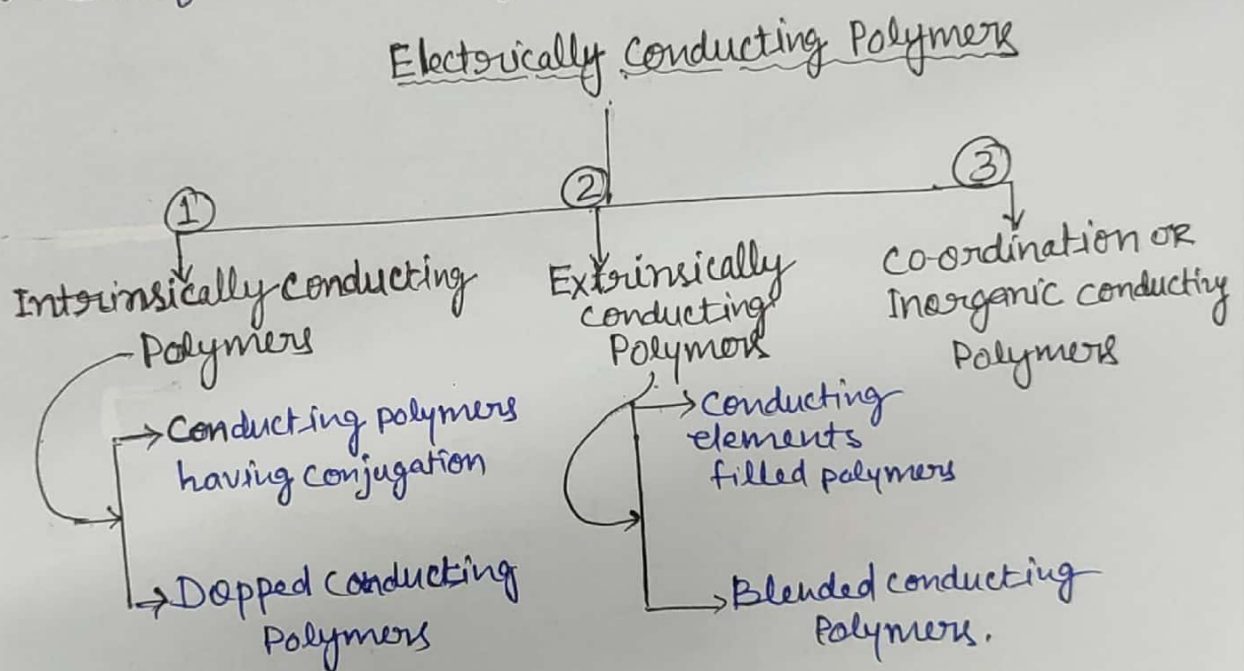 Electrically Conducting Polymers
1
2
3
Intrinsically conducting
Polymers
Extrinsically
conducting
Polymers
Co-ordination OR
Inorganic conducting
Polymers
Conducting polymers
having conjugation
Dopped Conducting
Polymers
Conducting
elements
filled polymers
Blended conducting
Polymers.